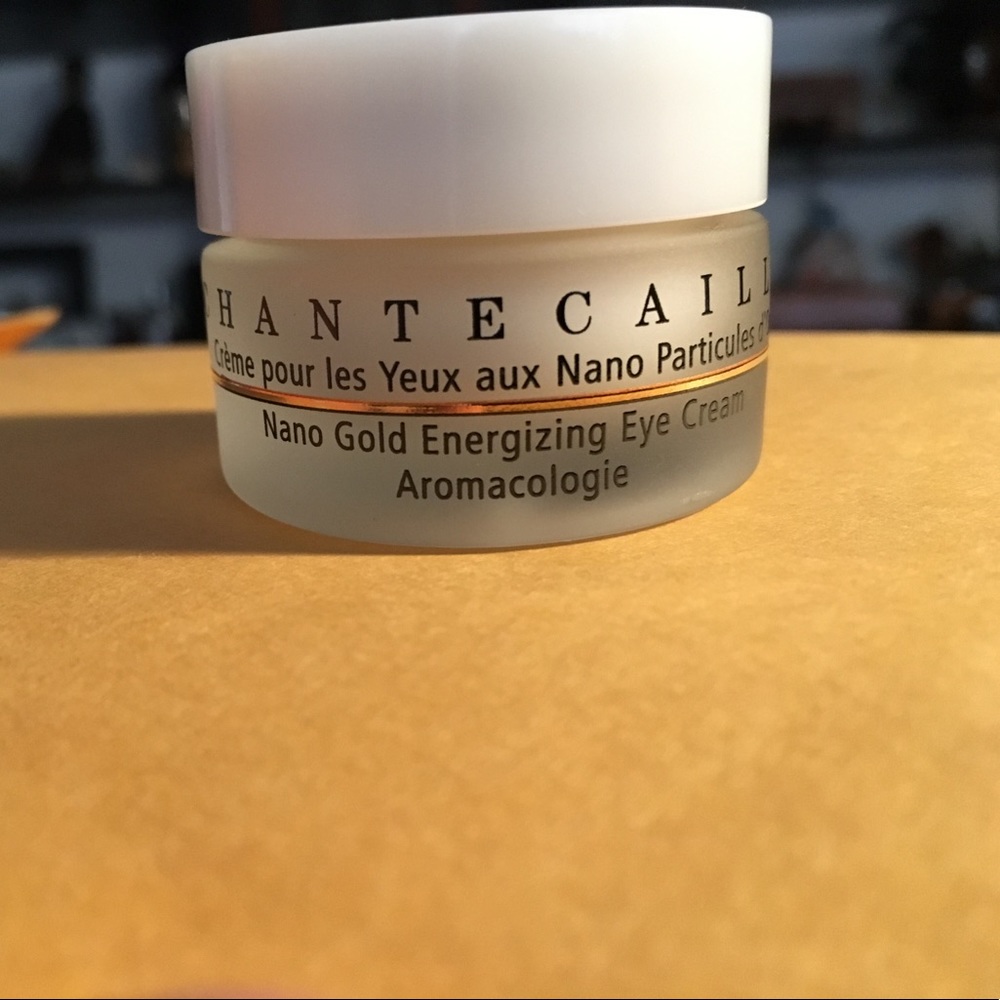 CHANTECAILL
Crème pour les Yeux aux Nano Particules d'
Nano Gold Energizing Eye Cream
Aromacologie